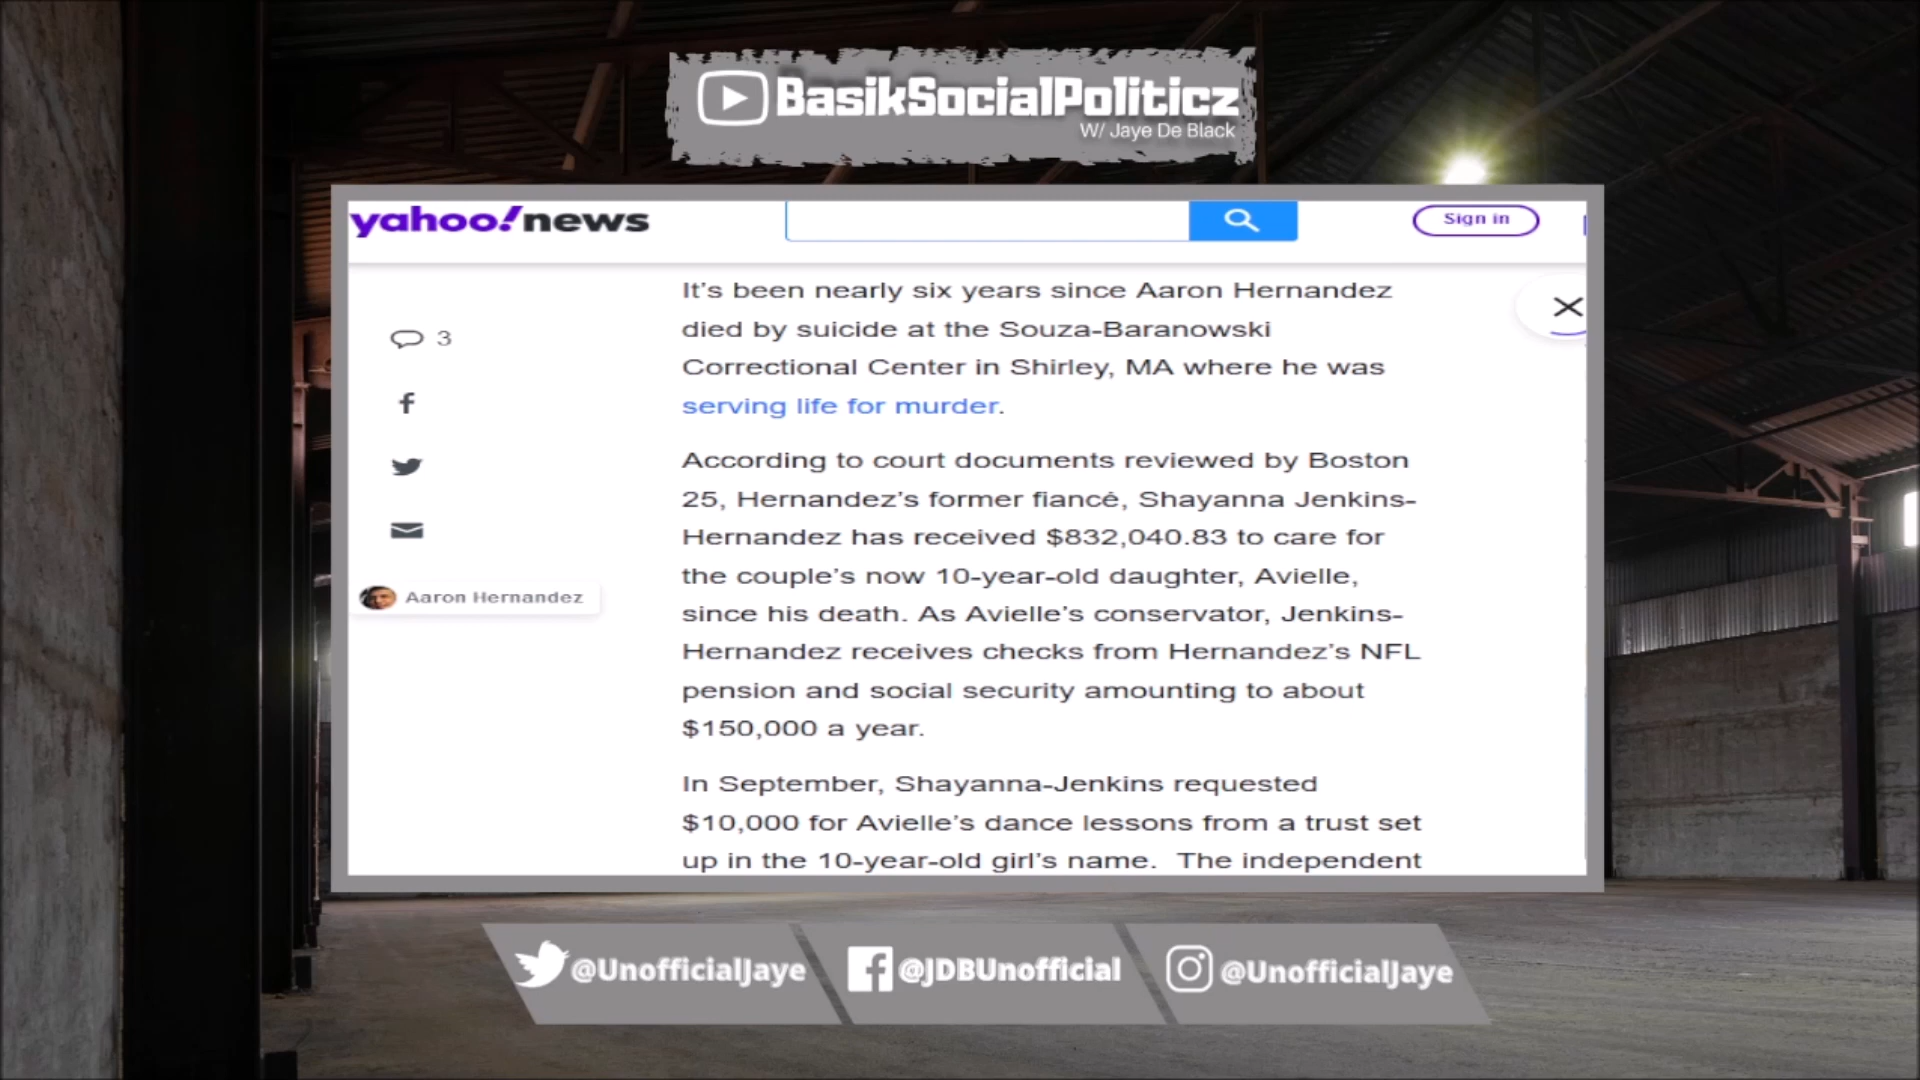 BasikSocialPoliticz
W/ Jaye De Black
yahoo!news
Sign in
It's been nearly six years since Aaron Hernandez
died by suicide at the Souza-Baranowski
Correctional Center in Shirley, MA where he was
serving life for murder.
3
According to court documents reviewed by Boston
25, Hernandez's former fiancé, Shayanna Jenkins-
Hernandez has received $832,040.83 to care for
the couple's now 10-year-old daughter, Avielle,
since his death. As Avielle's conservator, Jenkins-
Hernandez receives checks from Hernandez's NFL
pension and social security amounting to about
$150,000 a year.
Aaron Hernandez
In September, Shayanna-Jenkins requested
$10,000 for Avielle's dance lessons from a trust set
up in the 10-year-old girl's name. The independent
@UnofficialJaye
@JDBUnofficial
@UnofficialJaye